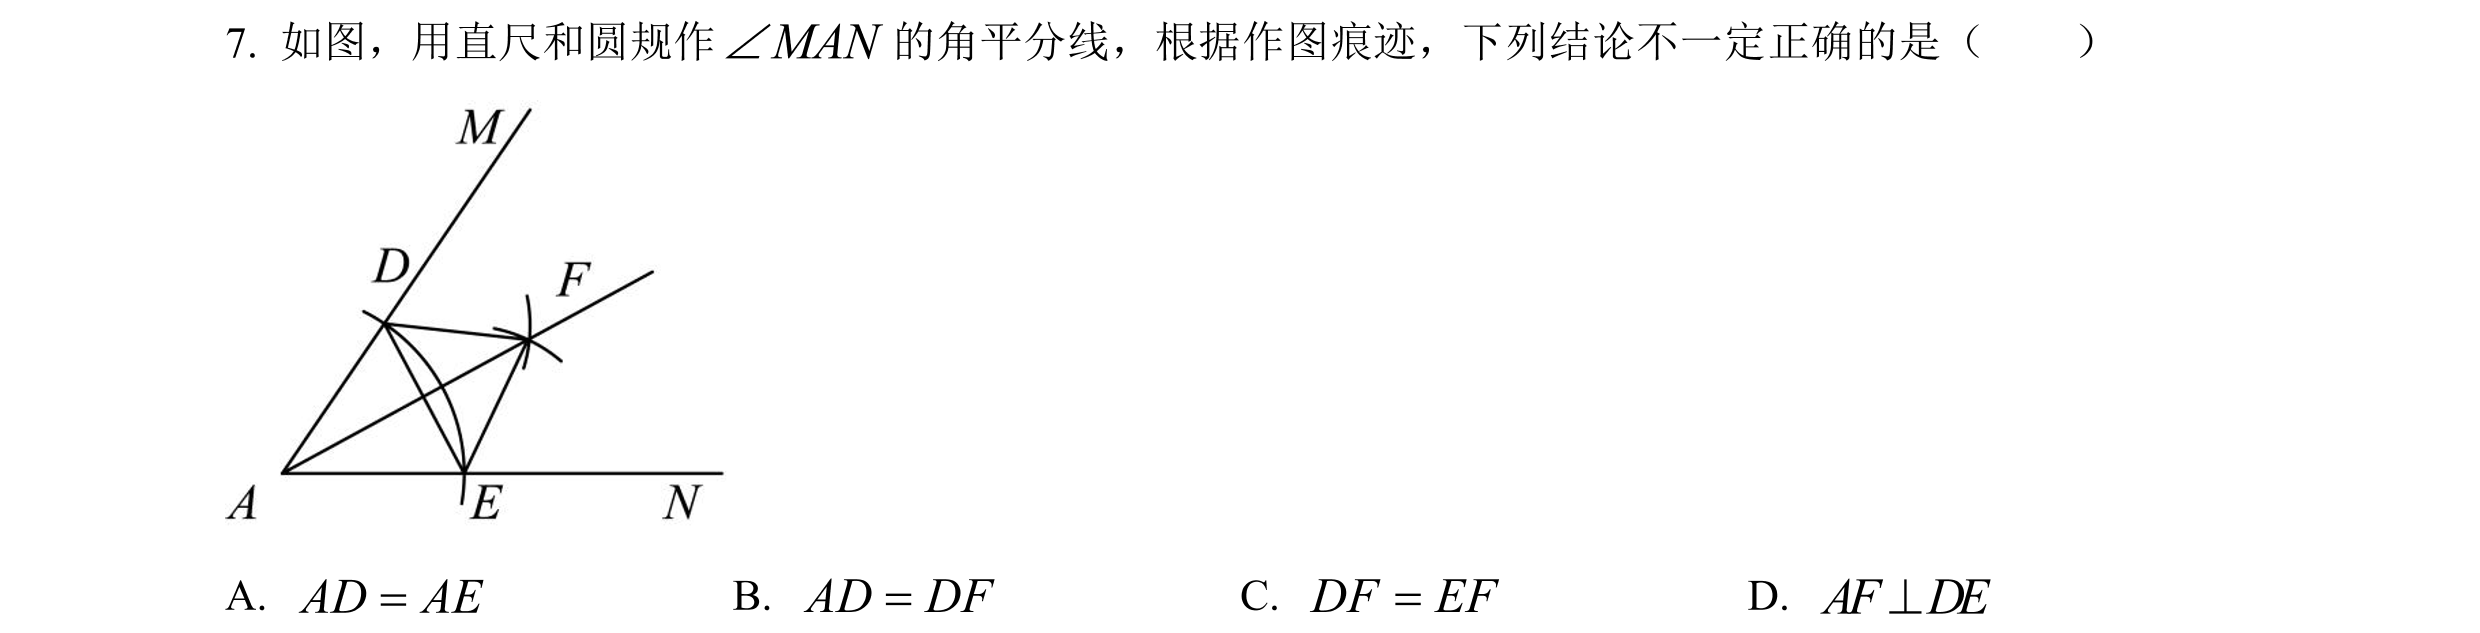 7. 如图，用直尺和圆规作∠MAN 的角平分线，根据作图痕迹，下列结论不一定正确的是（　　）
M
D
F
A
E
N
A. AD = AE B. AD = DF C. DF = EF D. AF⊥DE